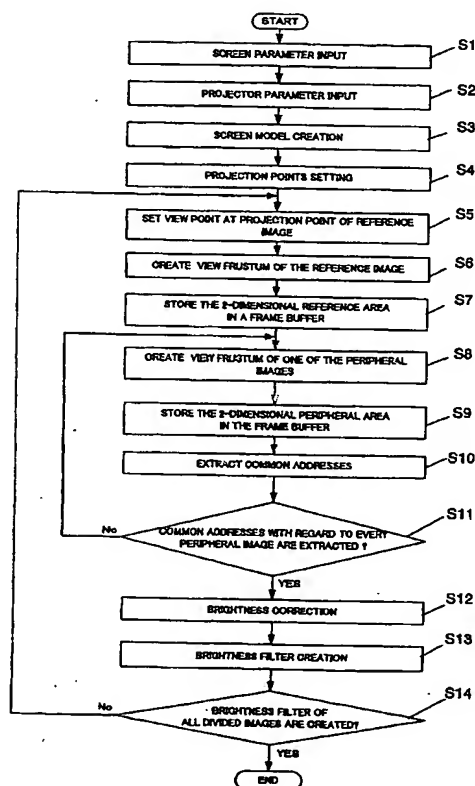 START
SCREEN PARAMETER INPUT
S1
PROJECTOR PARAMETER INPUT
S2
SCREEN MODEL CREATION
S3
PROJECTION POINTS SETTING
S4
SET VIEW POINT AT PROJECTION POINT OF REFERENCE
IMAGE
S5
CREATE VIEW FRUSTUM OF THE REFERENCE IMAGE
S6
STORE THE 2-DIMENSIONAL REFERENCE AREA
IN A FRAME BUFFER
S7
CREATE VIEW FRUSTUM OF ONE OF THE PERIPHERAL
IMAGES
S8
STORE THE 2-DIMENSIONAL PERIPHERAL AREA
IN THE FRAME BUFFER
S9
EXTRACT COMMON ADDRESSES
S10
No
COMMON ADDRESSES WITH REGARD TO EVERY
PERIPHERAL IMAGE ARE EXTRACTED ?
S11
YES
BRIGHTNESS CORRECTION
S12
BRIGHTNESS FILTER CREATION
S13
No
BRIGHTNESS FILTER OF
ALL DIVIDED IMAGES ARE CREATED?
S14
YES
END